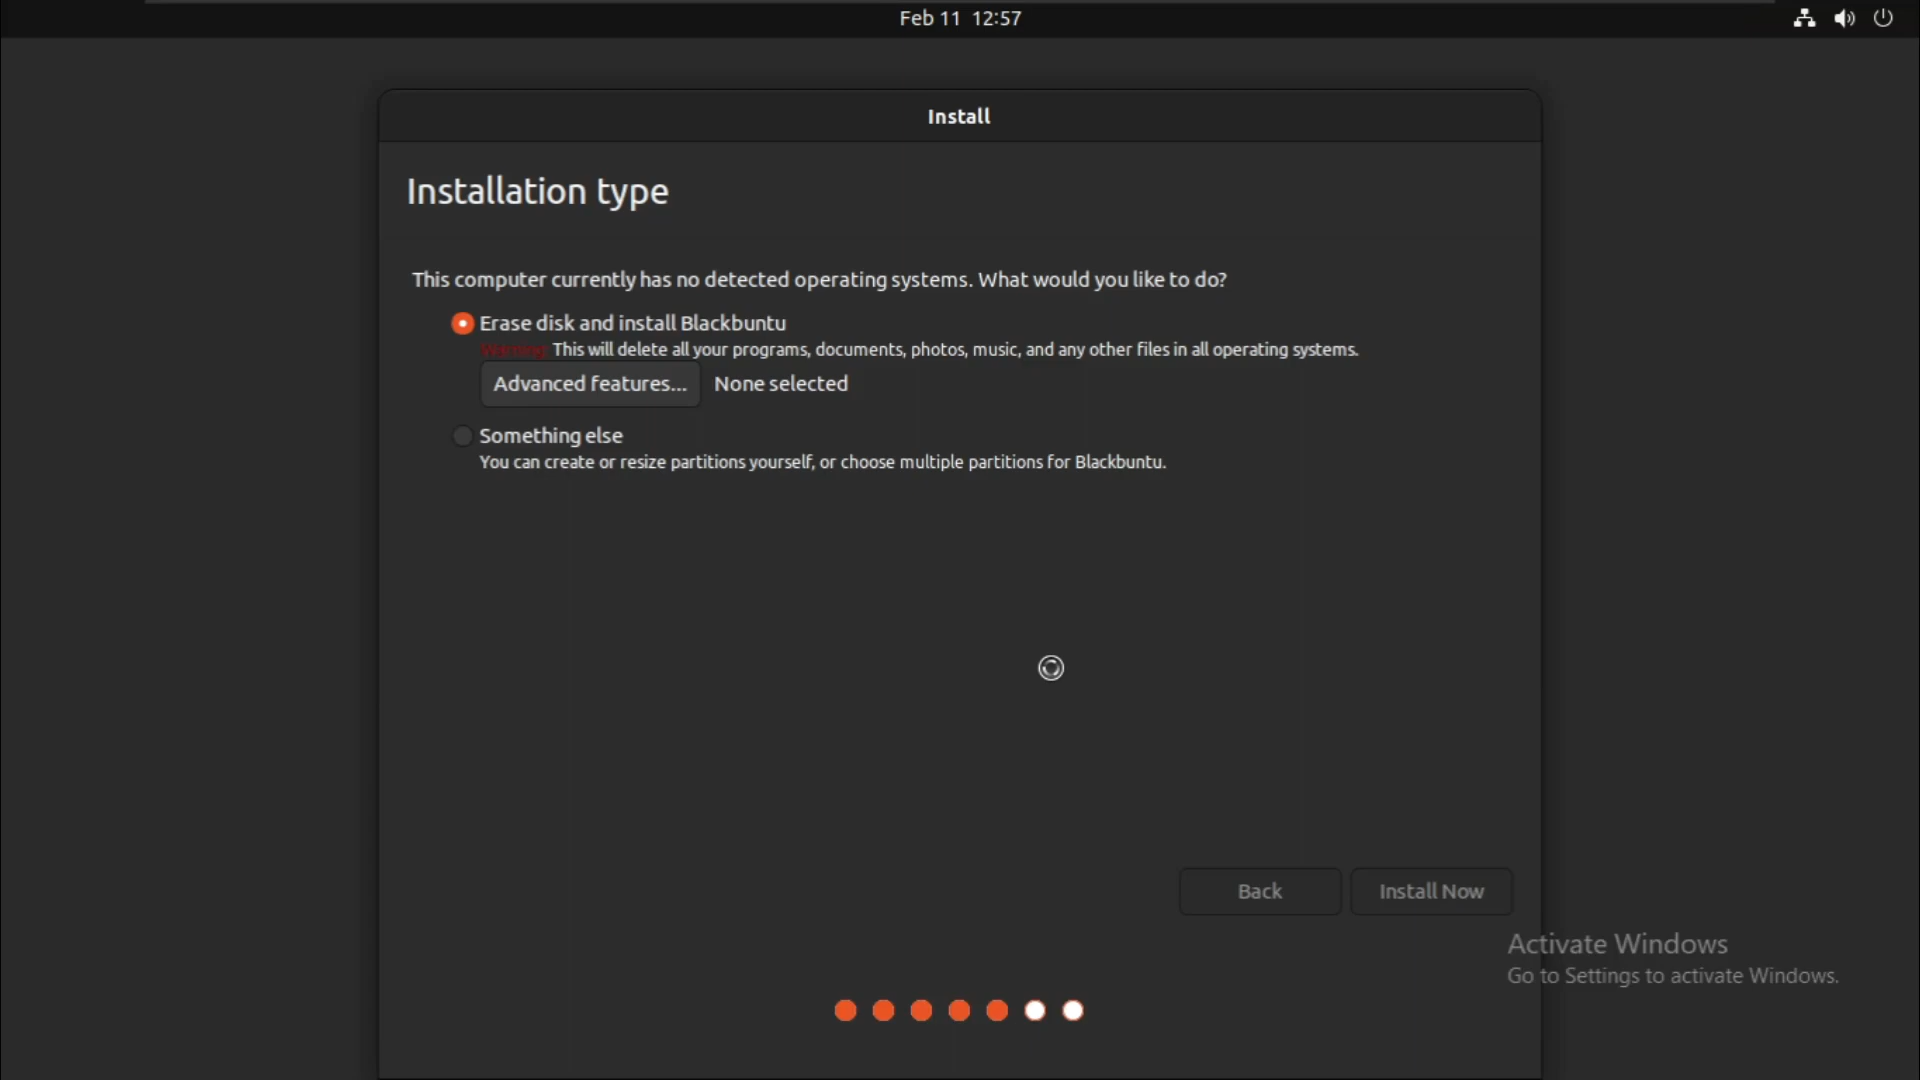 Feb 11 12:57
Install
Installation type
This computer currently has no detected operating systems. What would you like to do?
Erase disk and install Blackbuntu
Warning: This will delete all your programs, documents, photos, music, and any other files in all operating systems.
Advanced features... None selected
Something else
You can create or resize partitions yourself, or choose multiple partitions for Blackbuntu.
Back Install Now
Activate Windows
Go to Settings to activate Windows.